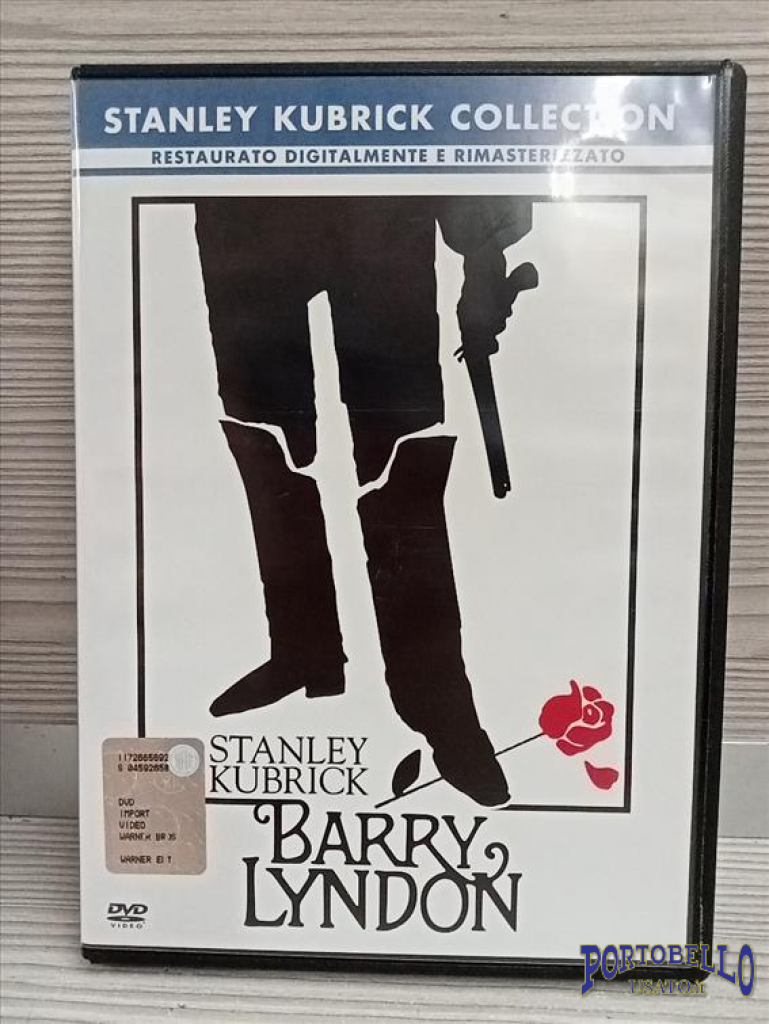 STANLEY KUBRICK COLLECTION
RESTAURATO DIGITALMENTE E RIMASTERIZZATO
STANLEY
KUBRICK
BARRY
LYNDON
DVD
IMPORT
VIDEO
WARNER BROS
WARNER
DVD
VIDEO
PORTOBELLO
USATOM